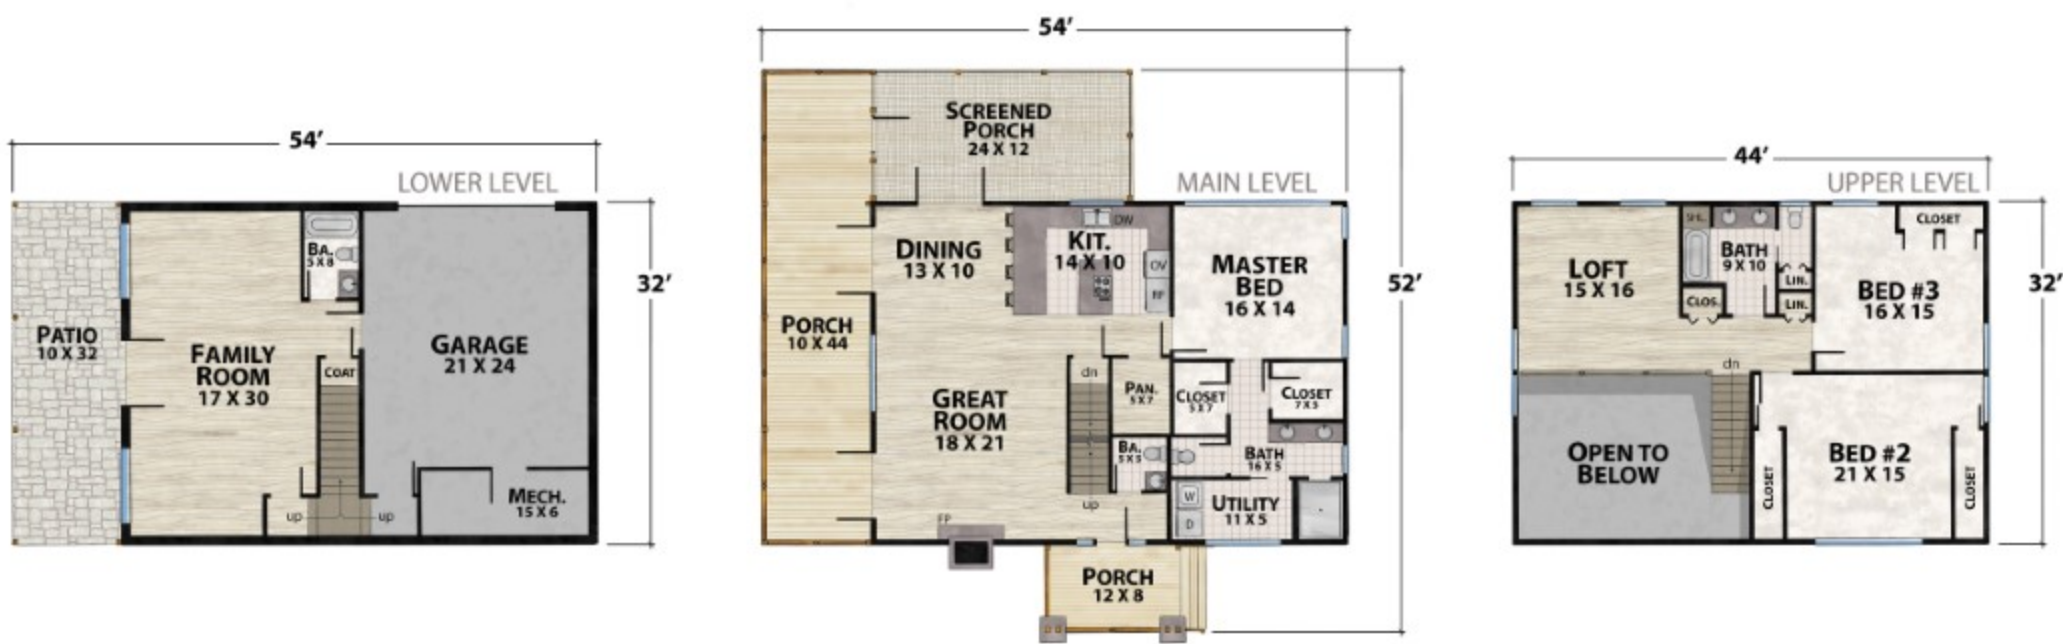 54'
LOWER LEVEL
BA.
5 X 8
PATIO
10 X 32
FAMILY
ROOM
17 X 30
COAT
GARAGE
21 X 24
MECH.
15 X 6
up
up
32'
54'
SCREENED
PORCH
24 X 12
MAIN LEVEL
DINING
13 X 10
KIT.
14 X 10
DW
OV
RF
MASTER
BED
16 X 14
PORCH
10 X 44
GREAT
ROOM
18 X 21
dn
PAN.
5 X 7
CLOSET
5 X 7
CLOSET
7 X 5
BA.
5 X 5
BATH
16 X 5
up
W
D
UTILITY
11 X 5
FP
PORCH
12 X 8
52'
44'
UPPER LEVEL
LOFT
15 X 16
SHL.
BATH
9 X 10
CLOS.
LIN.
LIN.
CLOSET
BED #3
16 X 15
dn
OPEN TO
BELOW
CLOSET
BED #2
21 X 15
CLOSET
32'